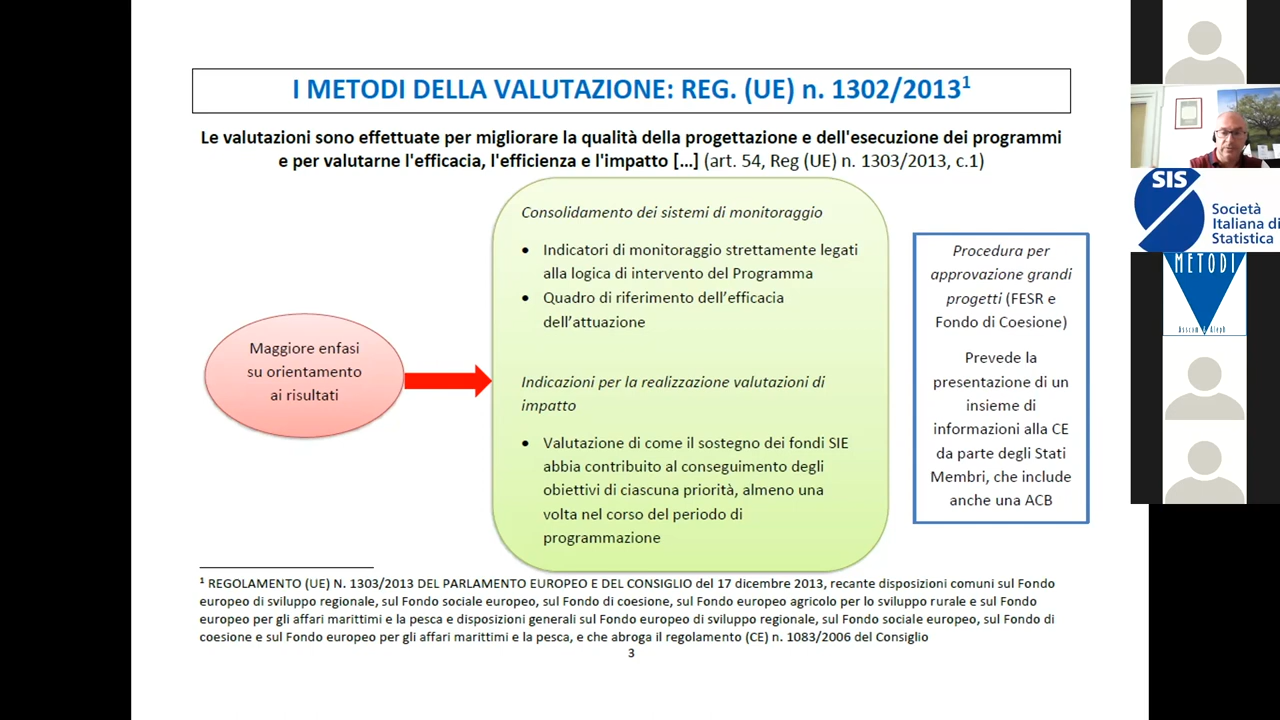 I METODI DELLA VALUTAZIONE: REG. (UE) n. 1302/2013¹
Le valutazioni sono effettuate per migliorare la qualità della progettazione e dell'esecuzione dei programmi
e per valutarne l'efficacia, l'efficienza e l'impatto [...] (art. 54, Reg (UE) n. 1303/2013, c.1)
Maggiore enfasi
su orientamento
ai risultati
Consolidamento dei sistemi di monitoraggio
• Indicatori di monitoraggio strettamente legati
alla logica di intervento del Programma
• Quadro di riferimento dell’efficacia
dell’attuazione
Indicazioni per la realizzazione valutazioni di
impatto
• Valutazione di come il sostegno dei fondi SIE
abbia contribuito al conseguimento degli
obiettivi di ciascuna priorità, almeno una
volta nel corso del periodo di
programmazione
Procedura per
approvazione grandi
progetti (FESR e
Fondo di Coesione)
Prevede la
presentazione di un
insieme di
informazioni alla CE
da parte degli Stati
Membri, che include
anche una ACB
¹ REGOLAMENTO (UE) N. 1303/2013 DEL PARLAMENTO EUROPEO E DEL CONSIGLIO del 17 dicembre 2013, recante disposizioni comuni sul Fondo
europeo di sviluppo regionale, sul Fondo sociale europeo, sul Fondo di coesione, sul Fondo europeo agricolo per lo sviluppo rurale e sul Fondo
europeo per gli affari marittimi e la pesca e disposizioni generali sul Fondo europeo di sviluppo regionale, sul Fondo sociale europeo, sul Fondo di
coesione e sul Fondo europeo per gli affari marittimi e la pesca, e che abroga il regolamento (CE) n. 1083/2006 del Consiglio
3
SIS
Società
Italiana di
Statistica
METODI